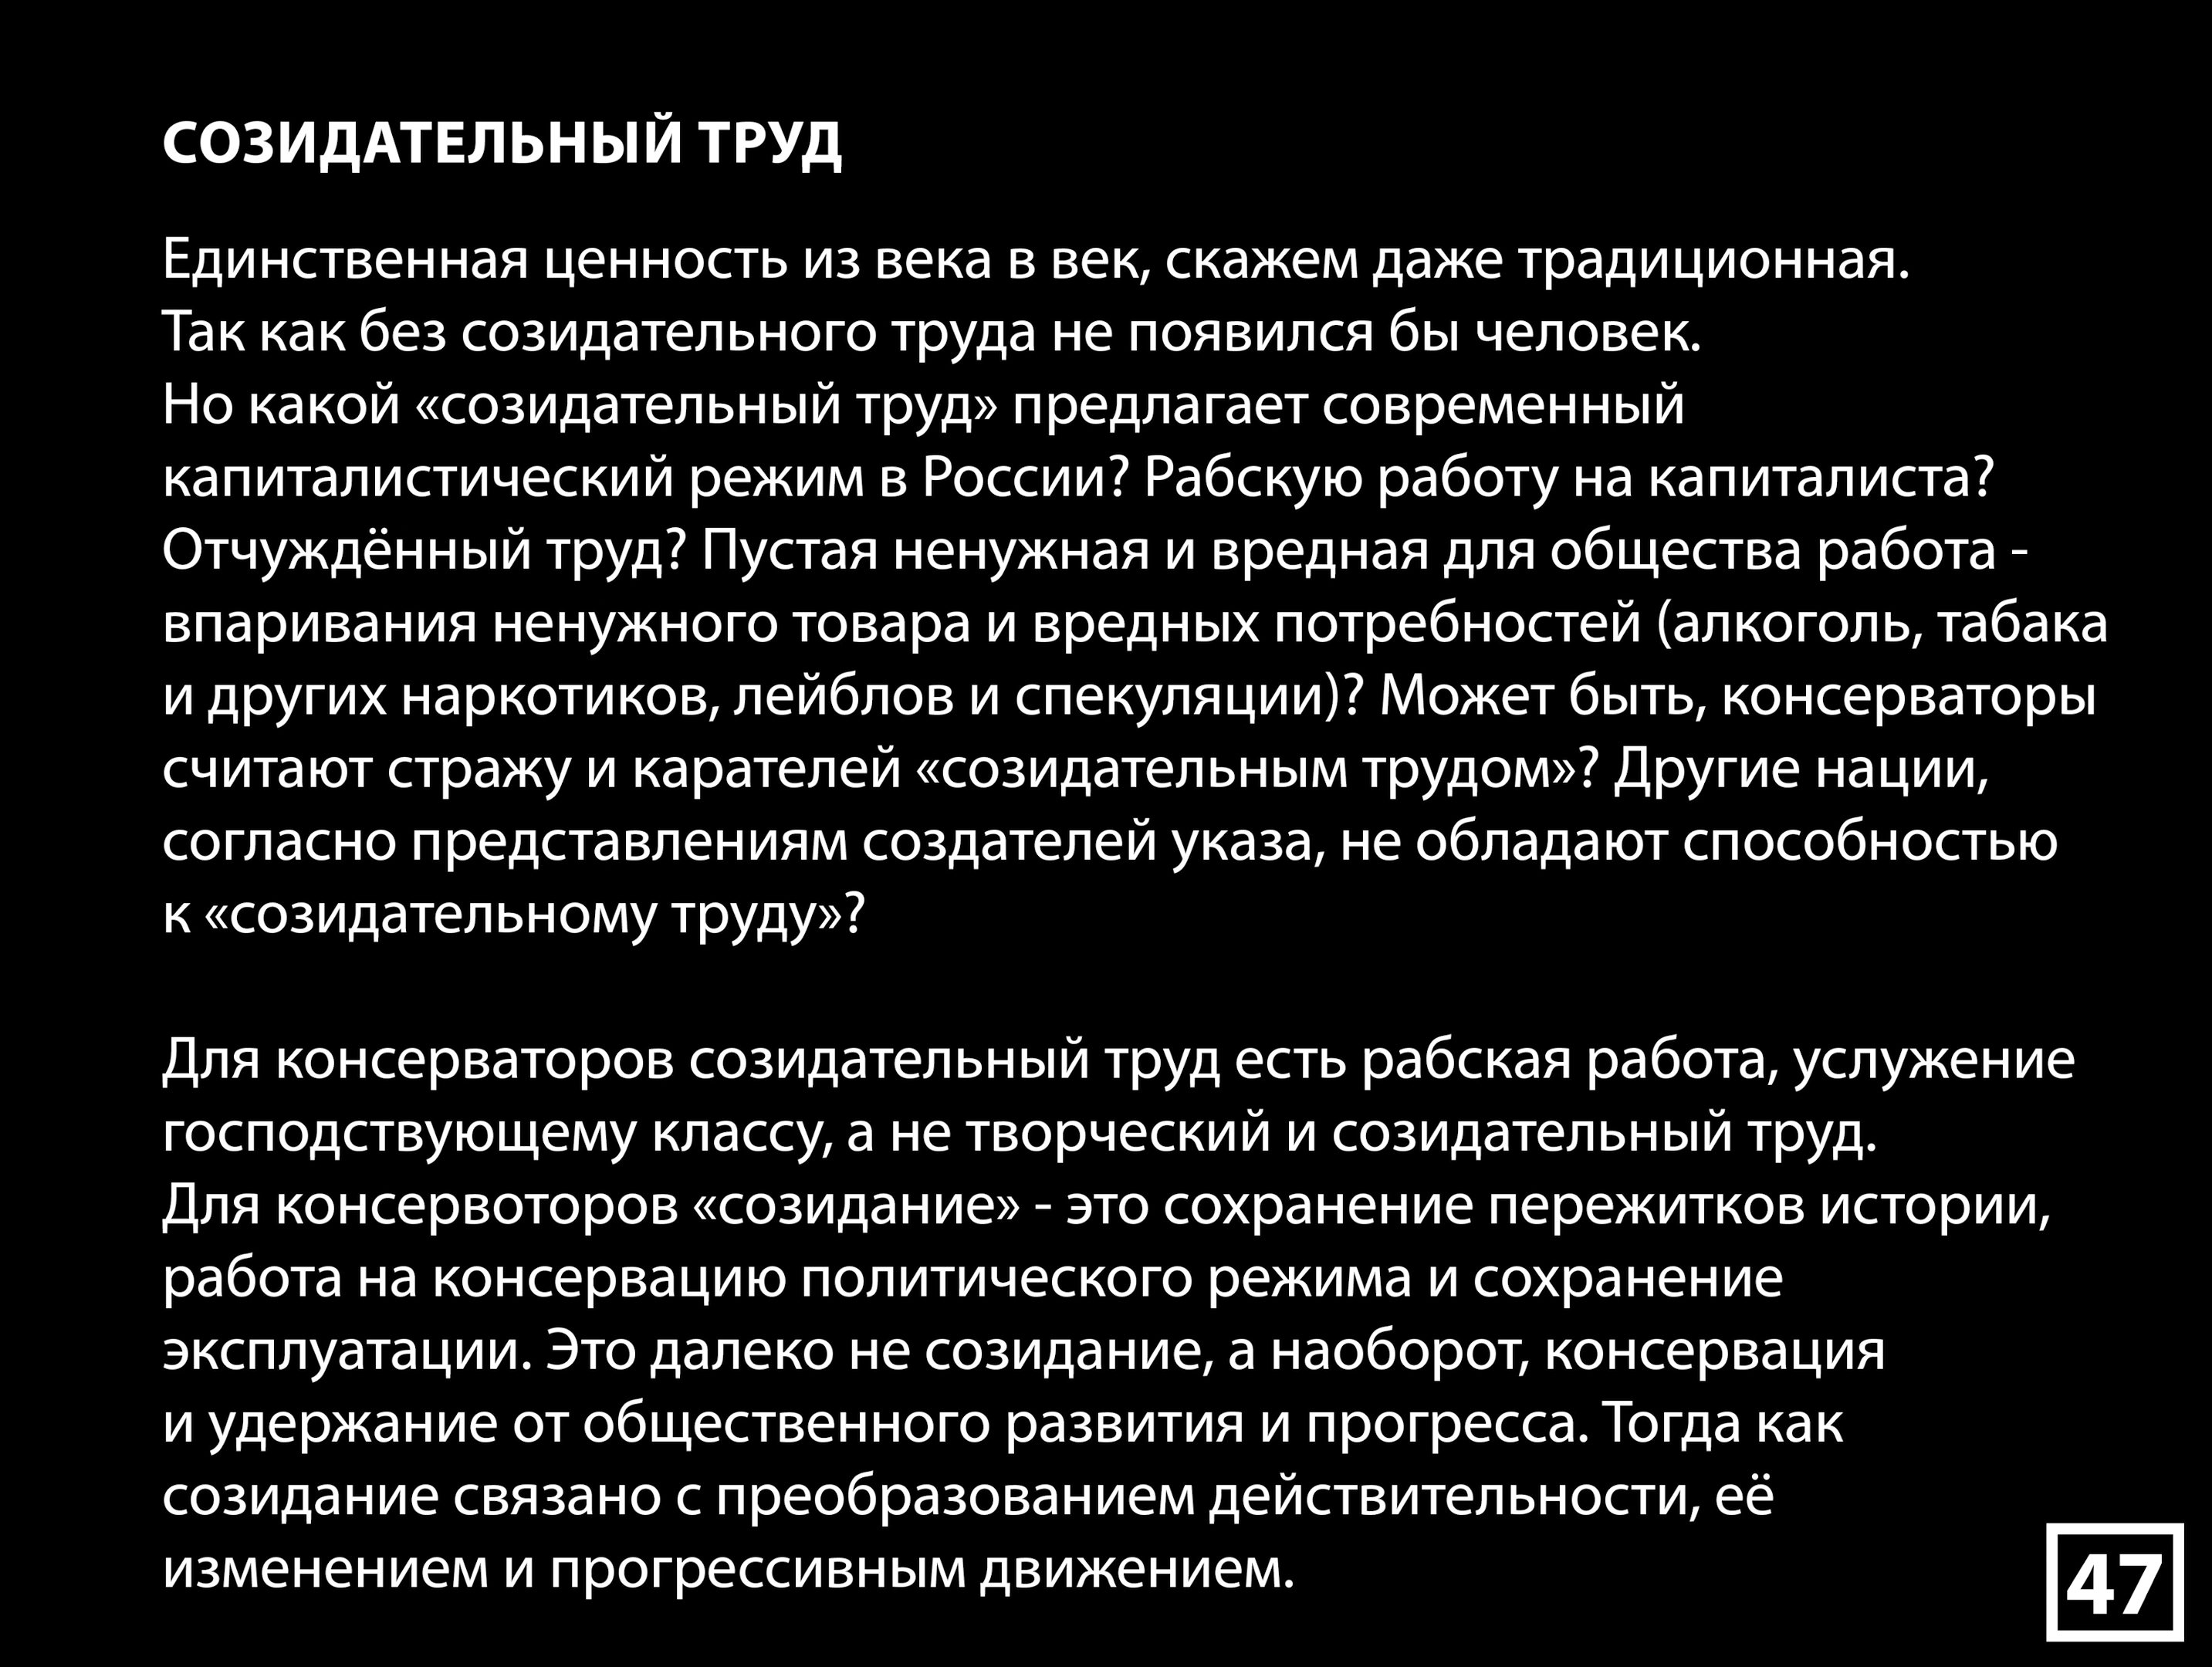 СОЗИДАТЕЛЬНЫЙ ТРУД
Единственная ценность из века в век, скажем даже традиционная.
Так как без созидательного труда не появился бы человек.
Но какой «созидательный труд» предлагает современный
капиталистический режим в России? Рабскую работу на капиталиста?
Отчуждённый труд? Пустая ненужная и вредная для общества работа -
впаривания ненужного товара и вредных потребностей (алкоголь, табака
и других наркотиков, лейблов и спекуляции)? Может быть, консерваторы
считают стражу и карателей «созидательным трудом»? Другие нации,
согласно представлениям создателей указа, не обладают способностью
к «созидательному труду»?
Для консерваторов созидательный труд есть рабская работа, услужение
господствующему классу, а не творческий и созидательный труд.
Для консервоторов «созидание» - это сохранение пережитков истории,
работа на консервацию политического режима и сохранение
эксплуатации. Это далеко не созидание, а наоборот, консервация
и удержание от общественного развития и прогресса. Тогда как
созидание связано с преобразованием действительности, её
изменением и прогрессивным движением.
47